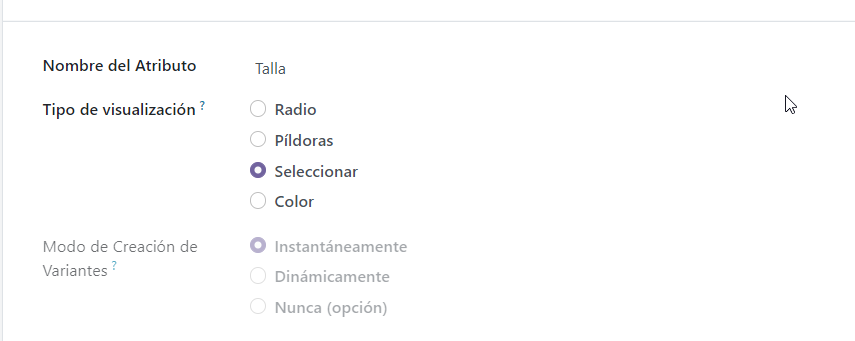 Nombre del Atributo
Talla
Tipo de visualización ?
Radio
Píldoras
Seleccionar
Color
Modo de Creación de
Variantes ?
Instantáneamente
Dinámicamente
Nunca (opción)